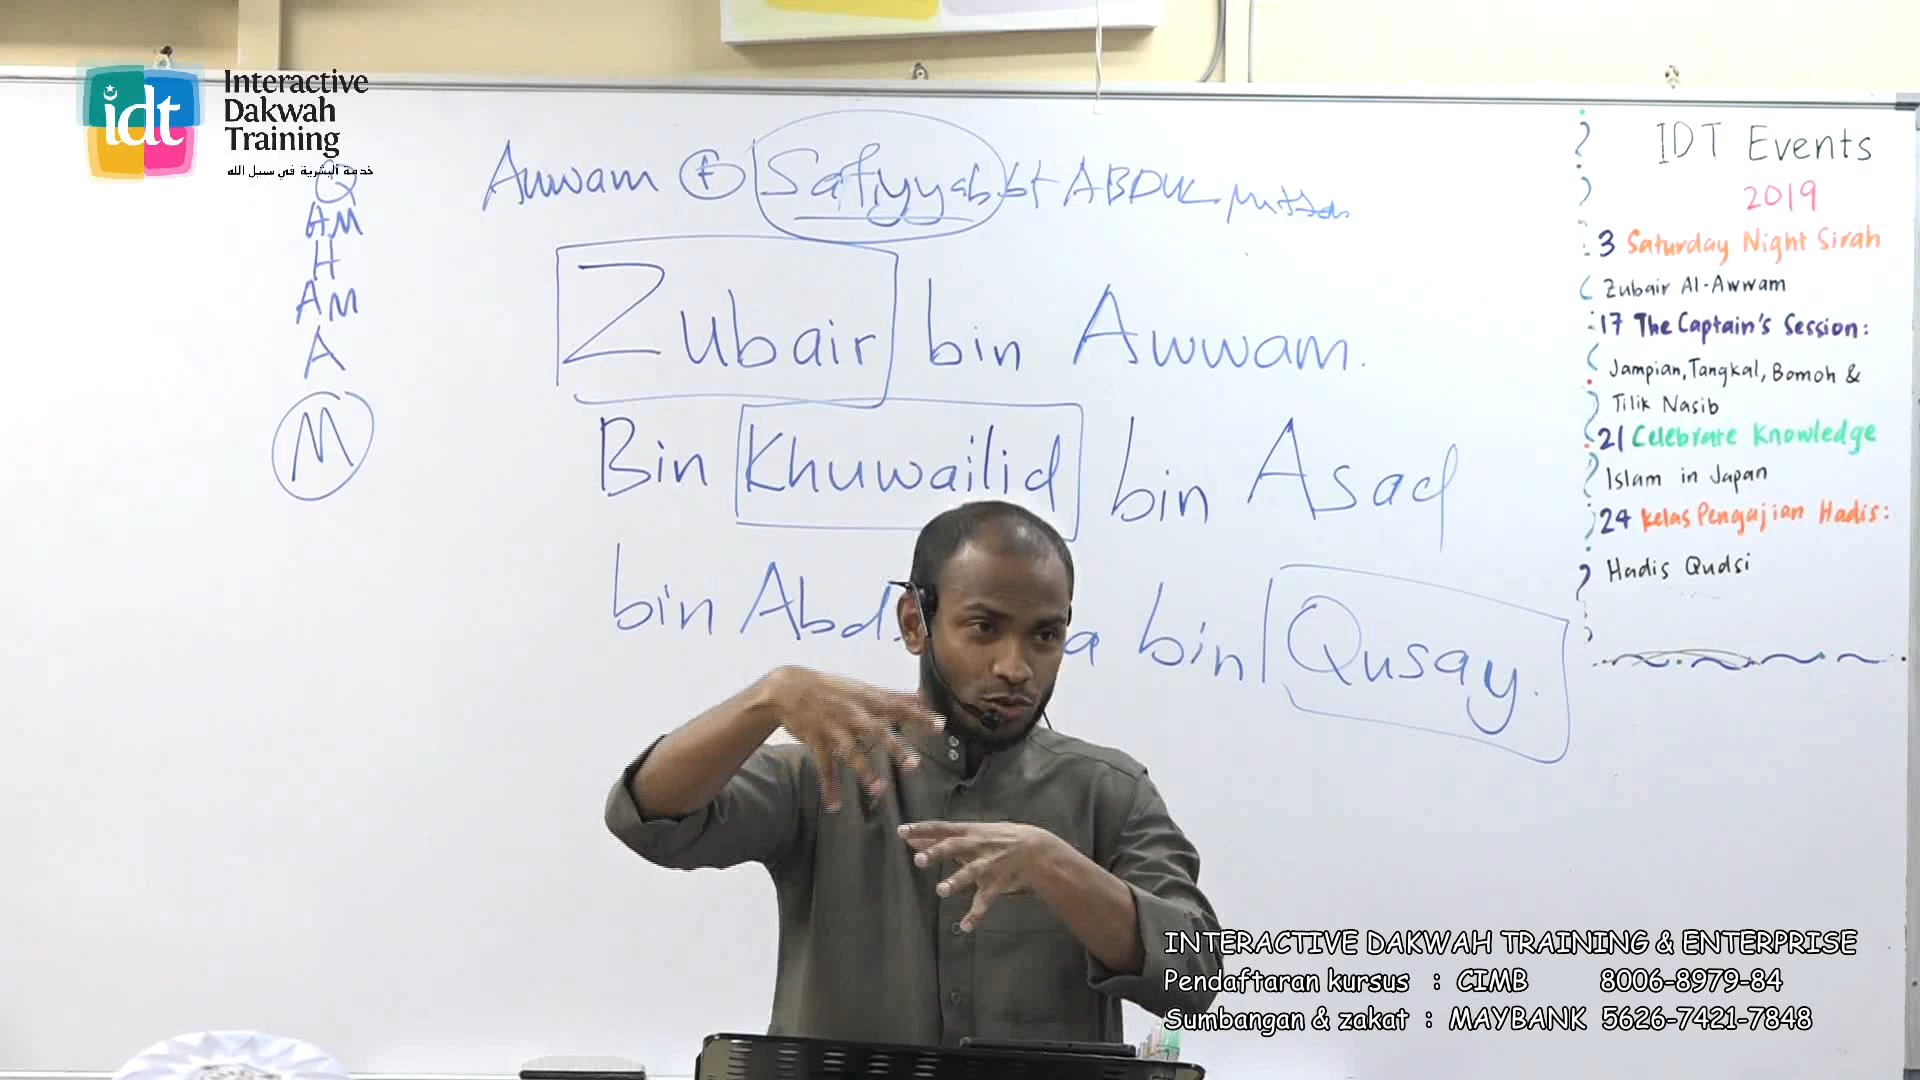 idt
Interactive
Dakwah
Training
خدمة البشرية في سبيل الله
Q
AM
H
AM
A
M
Awwam + Safiyyah bt ABDUL
Zubair bin Awwam.
Bin Khuwailid bin Asad
bin bin Qusay.
IDT Events
2019
3 Saturday Night Sirah
Zubair Al-Awwam
17 The Captain's Session:
Jampian, Tangkal, Bomoh &
Tilik Nasib
21 Celebrate Knowledge
Islam in Japan
24 Kelas Pengajian Hadis:
Hadis Qudsi
INTERACTIVE DAKWAH TRAINING & ENTERPRISE
Pendaftaran kursus : CIMB 8006-8979-84
Sumbangan & zakat : MAYBANK 5626-7421-7848